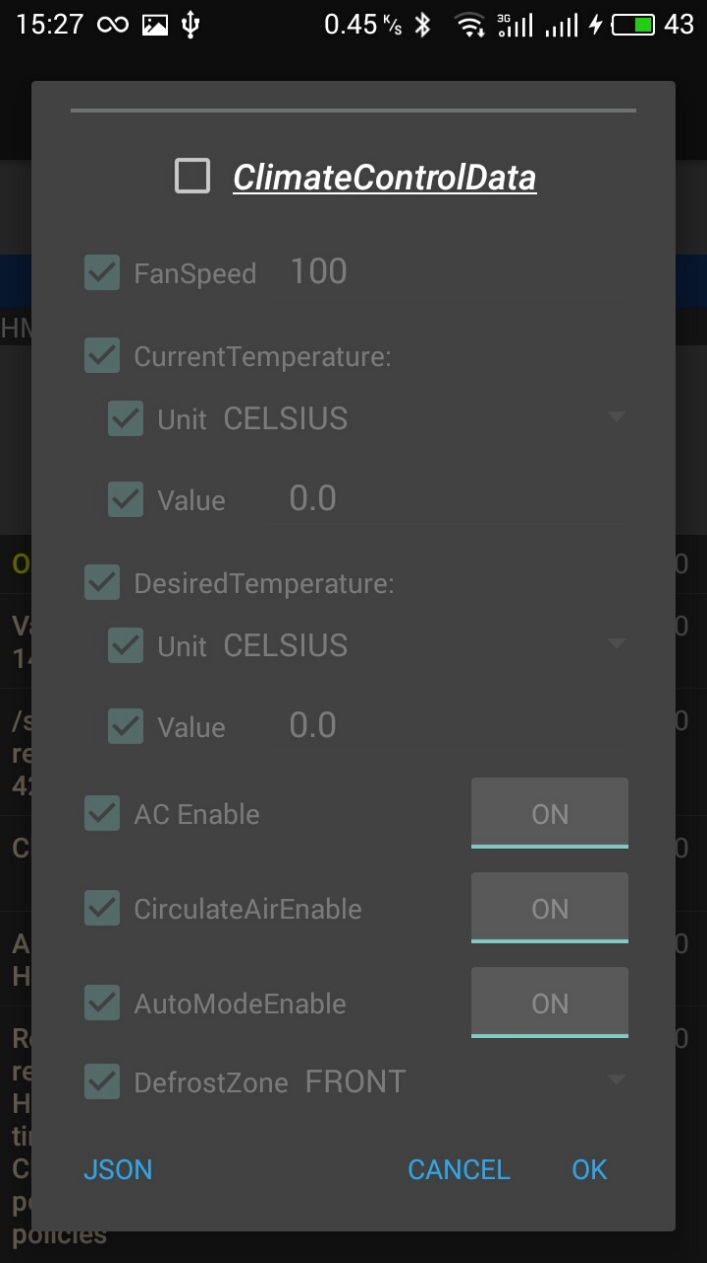 15:27 0.45 K/s 3G 43
ClimateControlData
FanSpeed 100
CurrentTemperature:
Unit CELSIUS
Value 0.0
DesiredTemperature:
Unit CELSIUS
Value 0.0
AC Enable ON
CirculateAirEnable ON
AutoModeEnable ON
DefrostZone FRONT
JSON CANCEL OK
policies